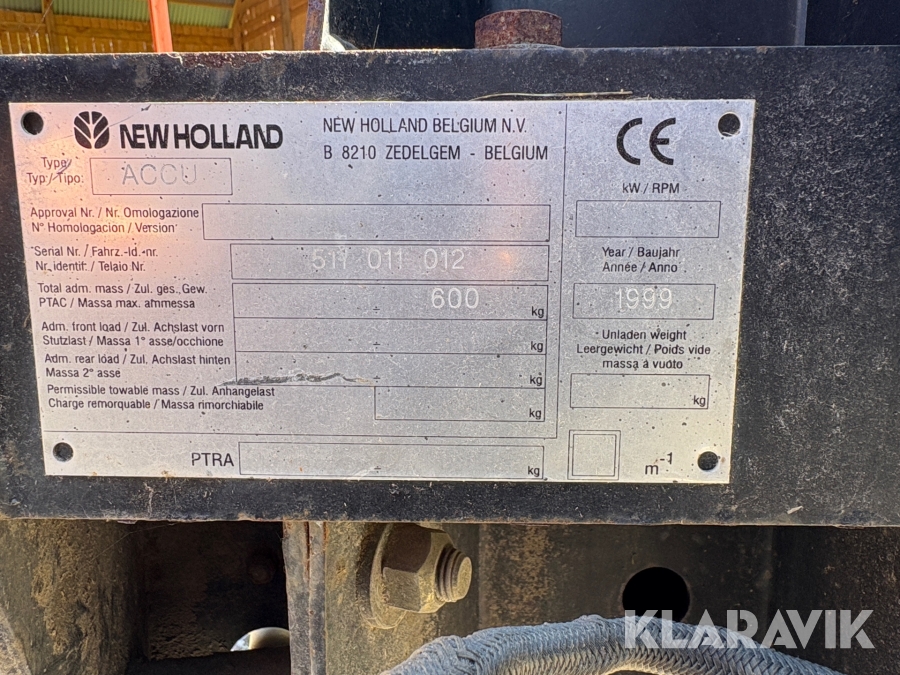 NEW HOLLAND
NEW HOLLAND BELGIUM N.V.
B 8210 ZEDELGEM - BELGIUM
Type/
Typ:/Tipo:
ACCU
Approval Nr. / Nr. Omologazione
N° Homologacion / Version
Serial Nr. / Fahrz.-Id.-nr.
Nr. identif. / Telaio Nr.
511 011 012
Total adm. mass / Zul. ges. Gew.
PTAC / Massa max. ammessa
600
kg
Adm. front load / Zul. Achslast vorn
Stutzlast / Massa 1° asse/occhione
kg
Adm. rear load / Zul. Achslast hinten
Massa 2° asse
kg
Permissible towable mass / Zul. Anhangelast
Charge remorquable / Massa rimorchiabile
kg
PTRA
kg
CE
kW / RPM
Year / Baujahr
Année / Anno
1999
Unladen weight
Leergewicht / Poids vide
massa à vuoto
kg
m-1
KLARAVIK